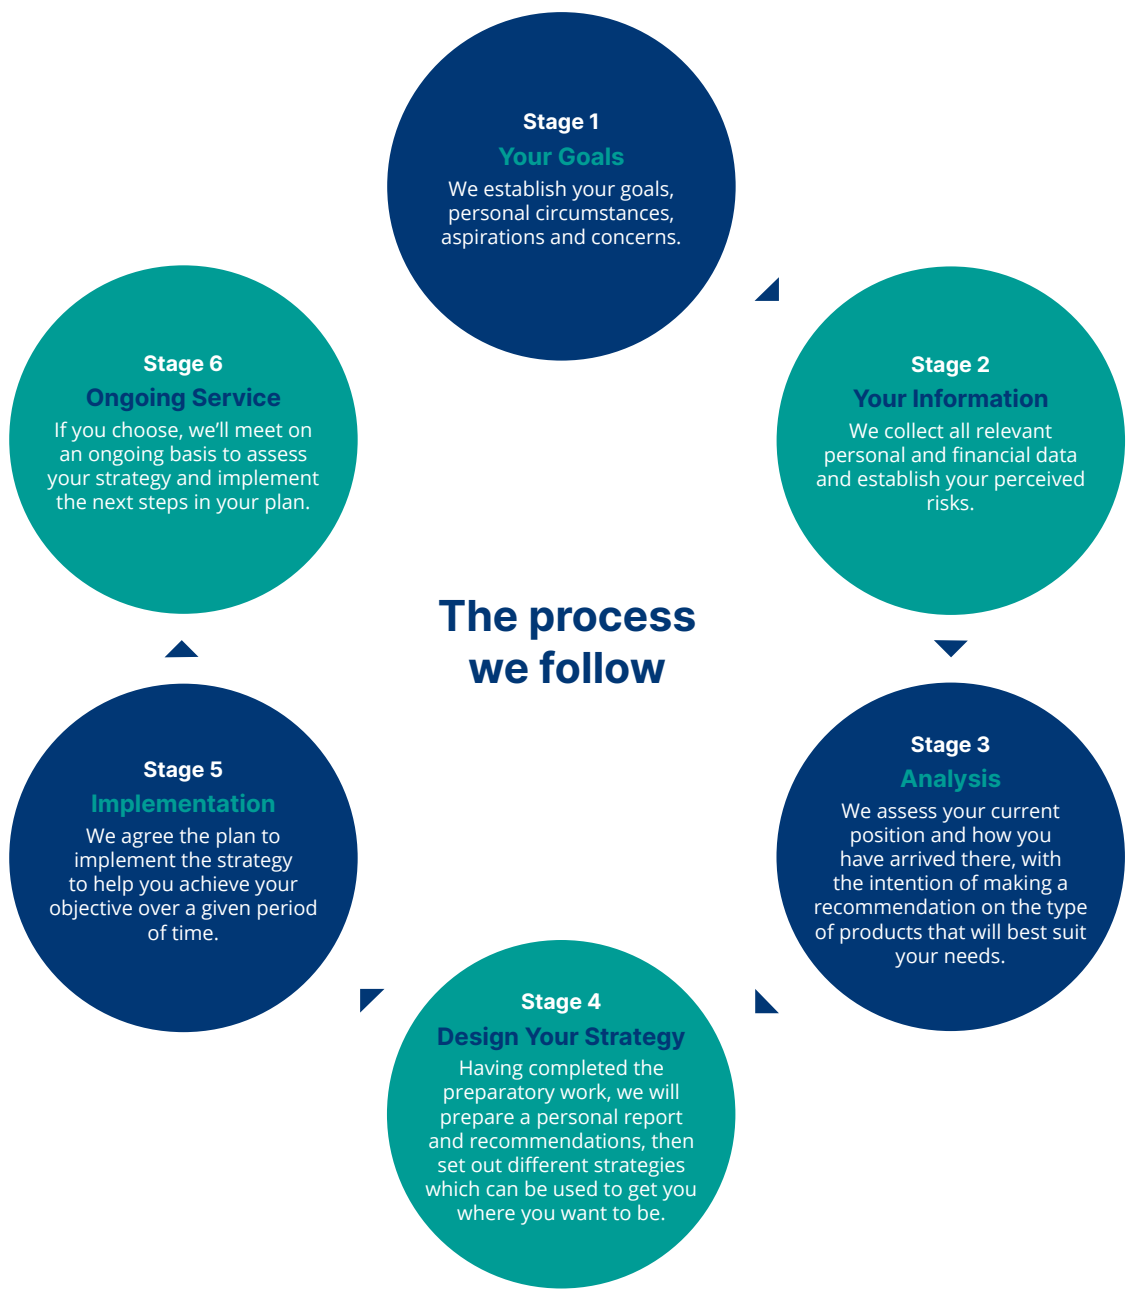 Stage 1
Your Goals
We establish your goals,
personal circumstances,
aspirations and concerns.
Stage 2
Your Information
We collect all relevant
personal and financial data
and establish your perceived
risks.
Stage 3
Analysis
We assess your current
position and how you
have arrived there, with
the intention of making a
recommendation on the type
of products that will best suit
your needs.
Stage 4
Design Your Strategy
Having completed the
preparatory work, we will
prepare a personal report
and recommendations, then
set out different strategies
which can be used to get you
where you want to be.
Stage 5
Implementation
We agree the plan to
implement the strategy
to help you achieve your
objective over a given period
of time.
Stage 6
Ongoing Service
If you choose, we’ll meet on
an ongoing basis to assess
your strategy and implement
the next steps in your plan.
The process
we follow